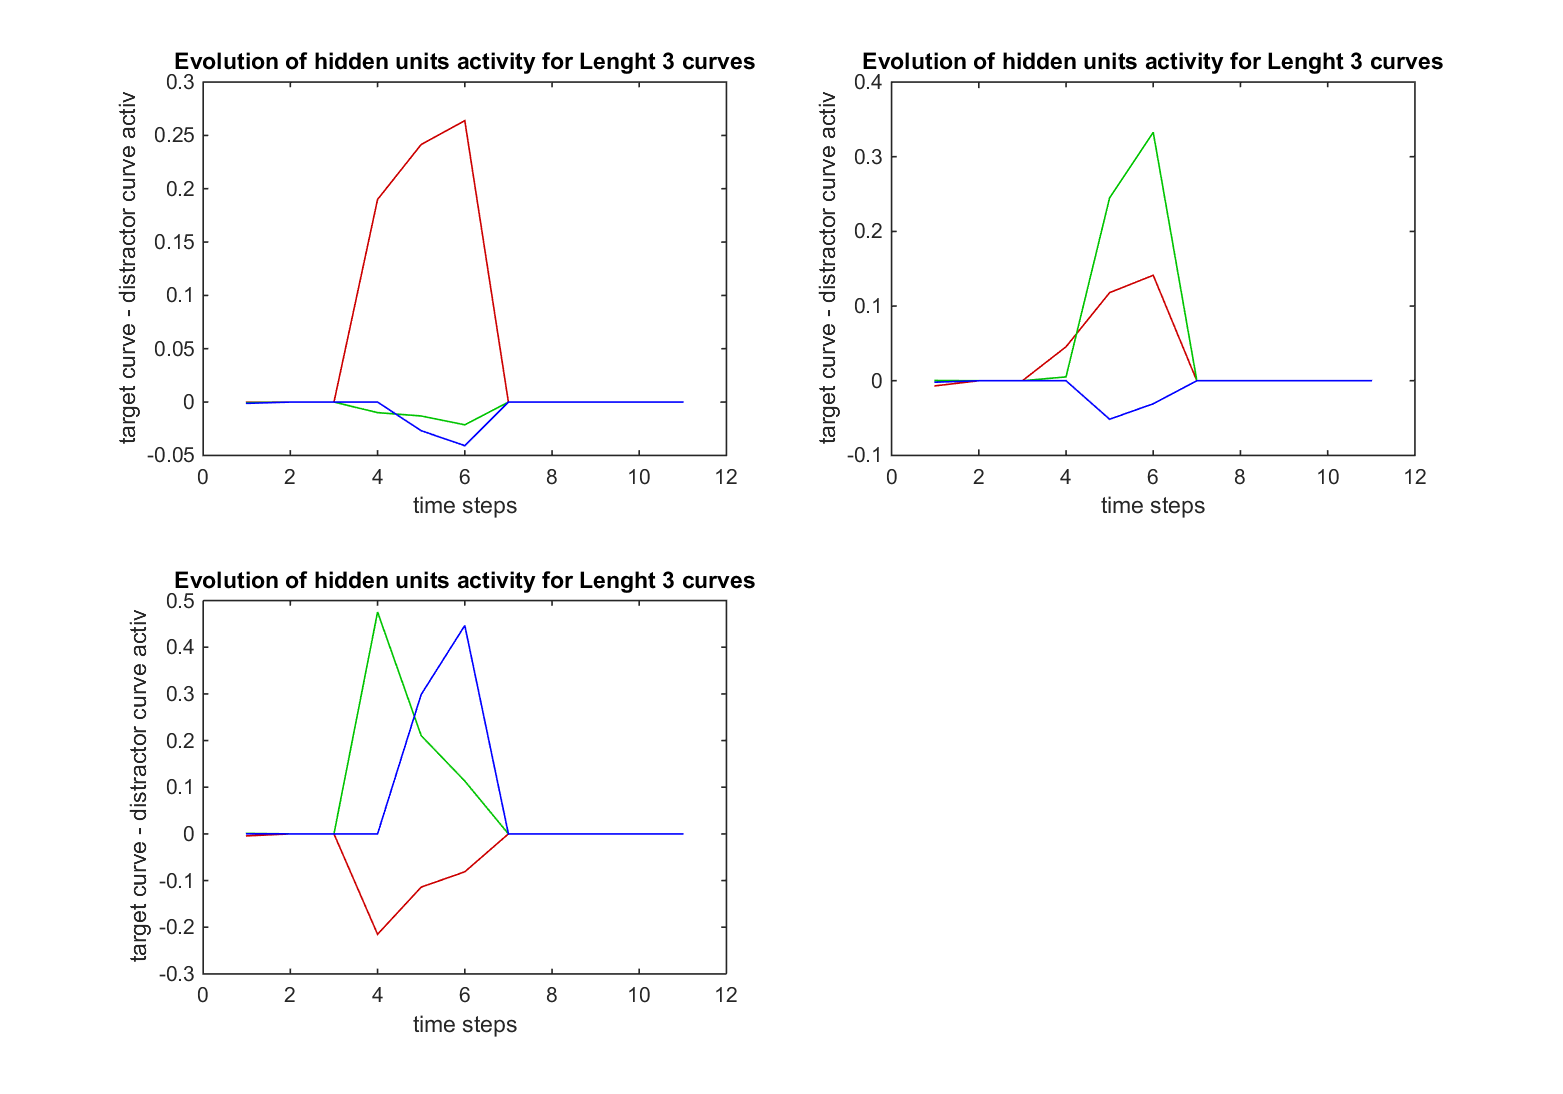 Evolution of hidden units activity for Lenght 3 curves
target curve - distractor curve activ
0.3
0.25
0.2
0.15
0.1
0.05
0
-0.05
0 2 4 6 8 10 12
time steps
Evolution of hidden units activity for Lenght 3 curves
target curve - distractor curve activ
0.4
0.3
0.2
0.1
0
-0.1
0 2 4 6 8 10 12
time steps
Evolution of hidden units activity for Lenght 3 curves
target curve - distractor curve activ
0.5
0.4
0.3
0.2
0.1
0
-0.1
-0.2
-0.3
0 2 4 6 8 10 12
time steps